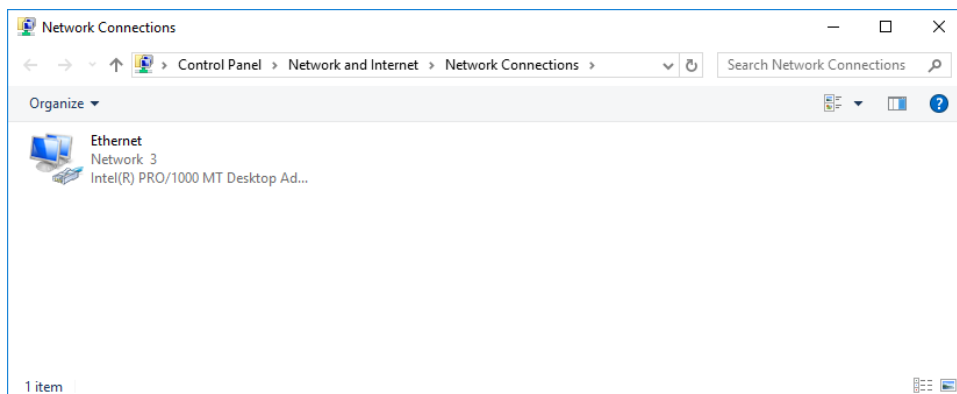 Network Connections
Control Panel > Network and Internet > Network Connections >
Search Network Connections
Organize
Ethernet
Network 3
Intel(R) PRO/1000 MT Desktop Ad...
1 item